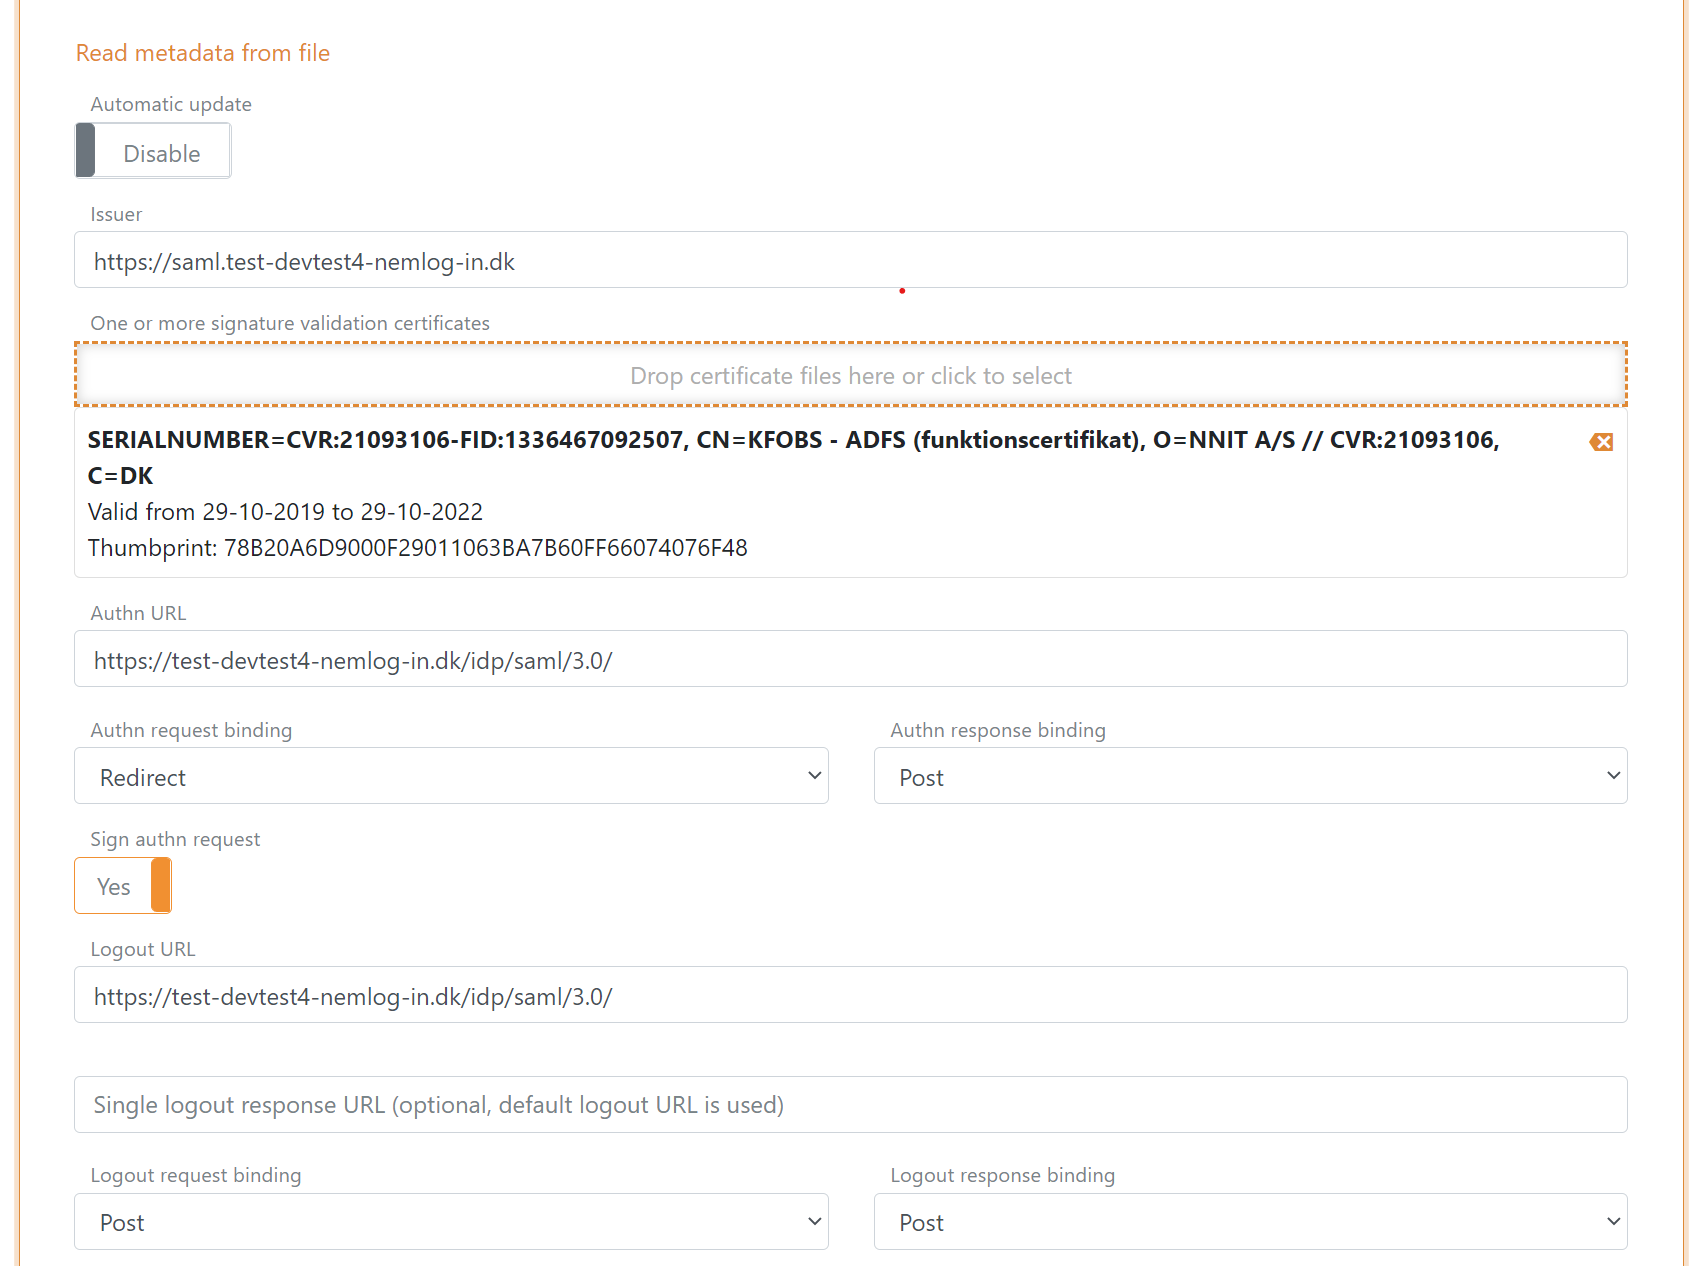 Read metadata from file
Automatic update
Disable
Issuer
https://saml.test-devtest4-nemlog-in.dk
One or more signature validation certificates
Drop certificate files here or click to select
SERIALNUMBER=CVR:21093106-FID:1336467092507, CN=KFOBS - ADFS (funktionscertifikat), O=NNIT A/S // CVR:21093106,
C=DK
Valid from 29-10-2019 to 29-10-2022
Thumbprint: 78B20A6D9000F29011063BA7B60FF66074076F48
Authn URL
https://test-devtest4-nemlog-in.dk/idp/saml/3.0/
Authn request binding
Redirect
Authn response binding
Post
Sign authn request
Yes
Logout URL
https://test-devtest4-nemlog-in.dk/idp/saml/3.0/
Single logout response URL (optional, default logout URL is used)
Logout request binding
Post
Logout response binding
Post